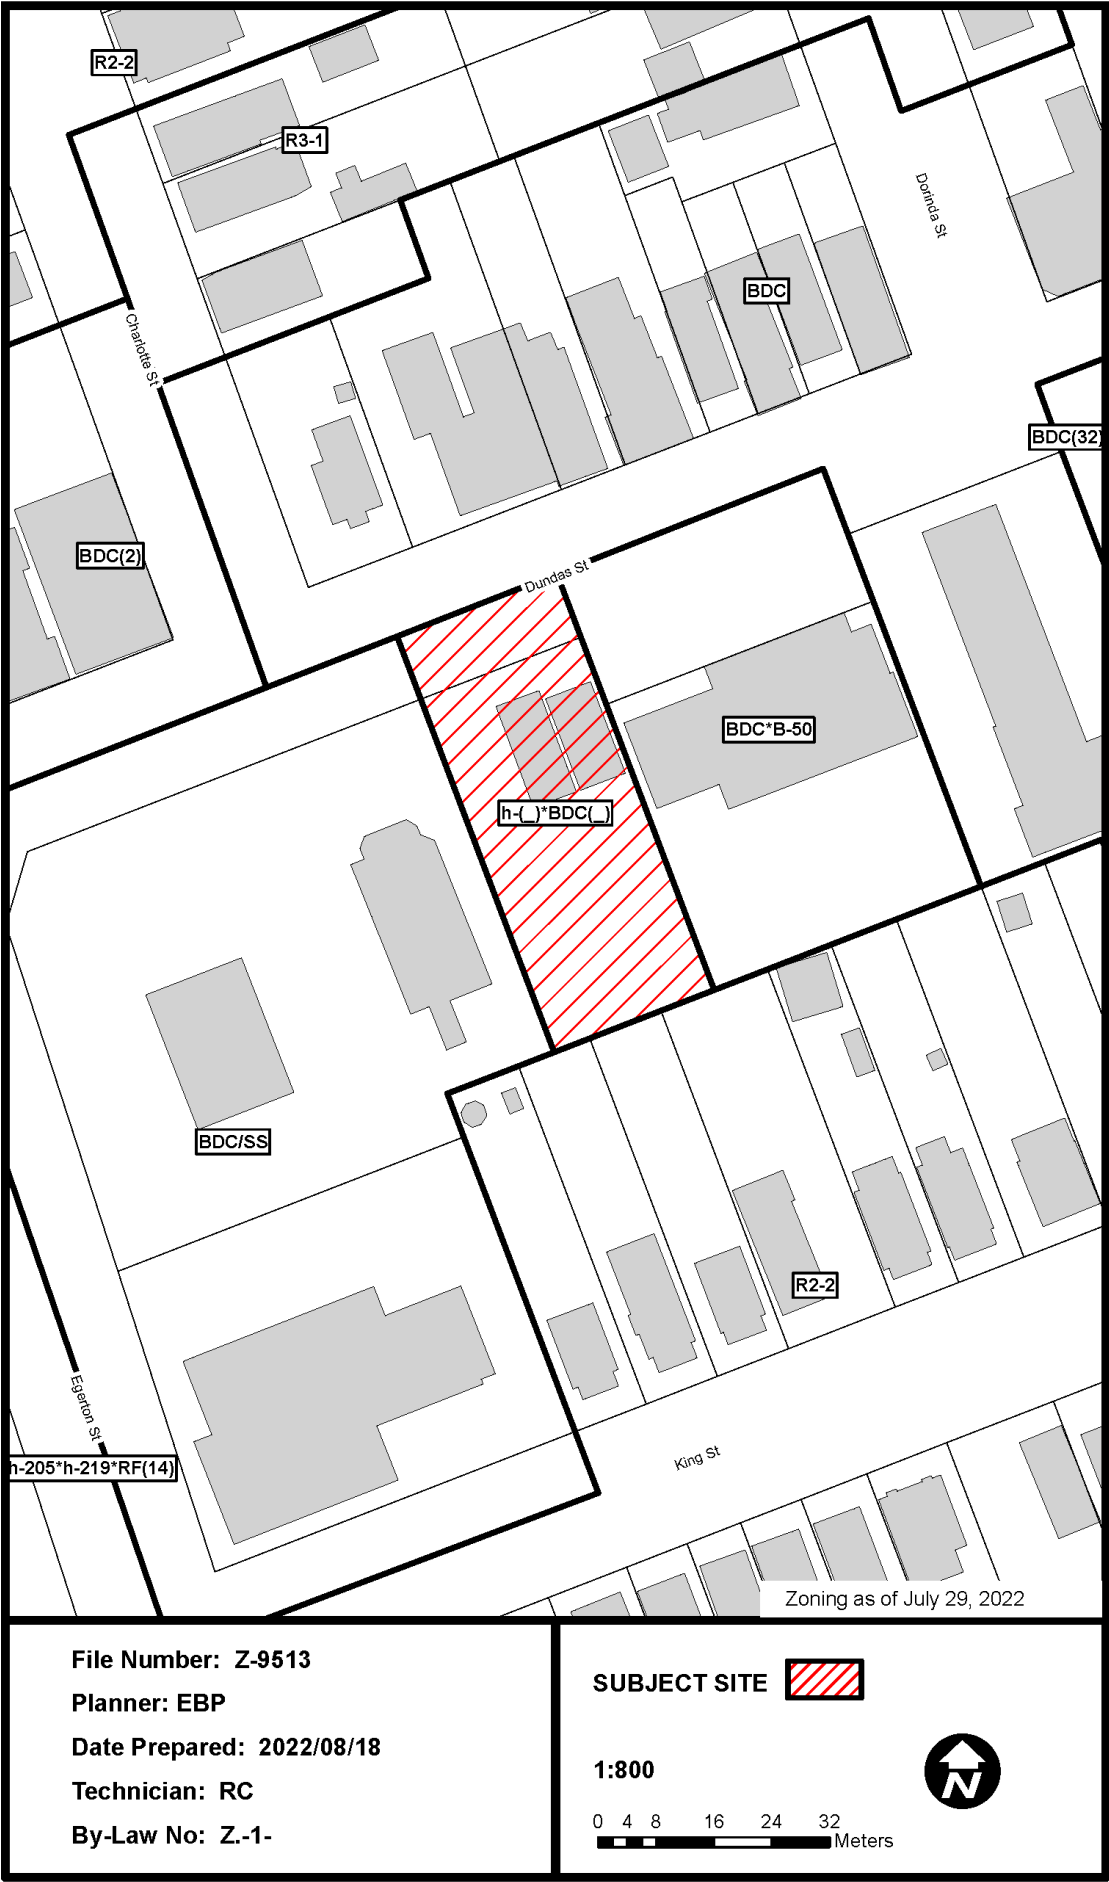 R2-2
R3-1
Dorinda St
BDC
Charlotte St
BDC(32)
BDC(2)
Dundas St
BDC*B-50
h-(_)*BDC(_)
BDC/SS
R2-2
Egerton St
King St
h-205*h-219*RF(14)
Zoning as of July 29, 2022
File Number: Z-9513
Planner: EBP
Date Prepared: 2022/08/18
Technician: RC
By-Law No: Z.-1-
SUBJECT SITE
1:800
N
0 4 8 16 24 32
Meters